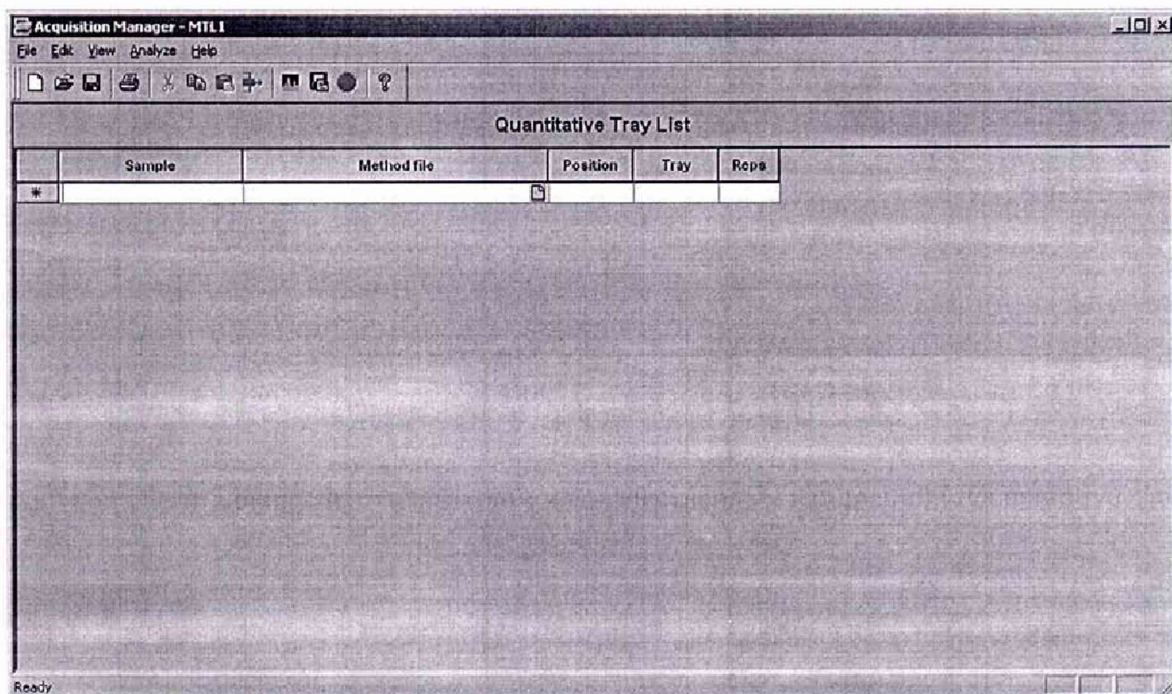 Acquisition Manager - MTL1
File Edit View Analyze Help
Quantitative Tray List
Sample Method file Position Tray Reps
*
Ready